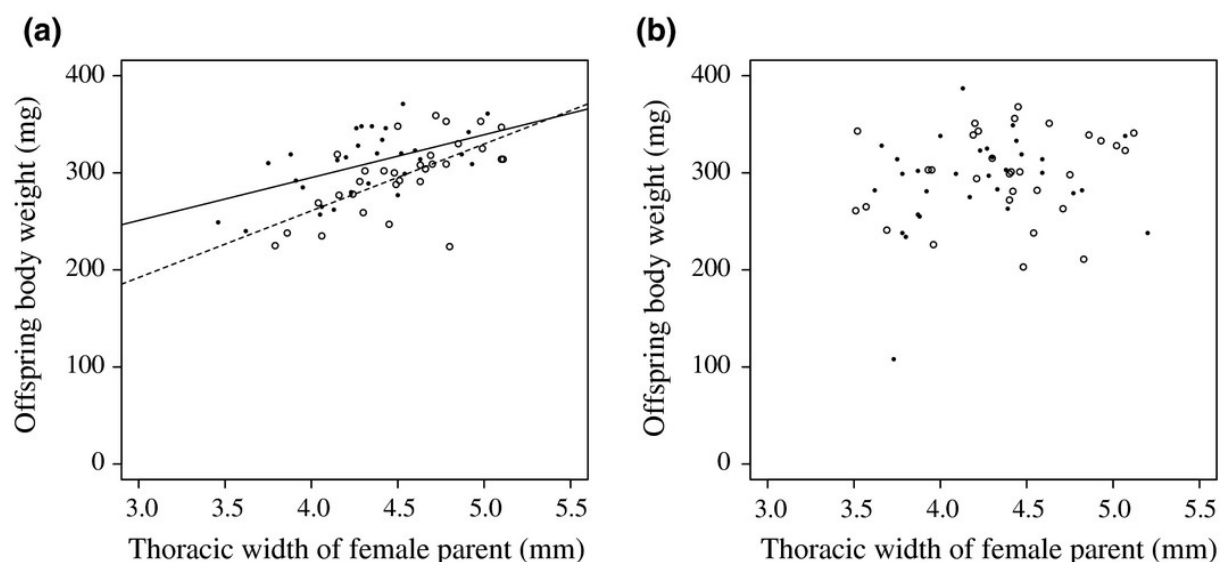 (a)
400
300
200
100
0
3.0 3.5 4.0 4.5 5.0 5.5
Offspring body weight (mg)
Thoracic width of female parent (mm)
(b)
400
300
200
100
0
3.0 3.5 4.0 4.5 5.0 5.5
Offspring body weight (mg)
Thoracic width of female parent (mm)